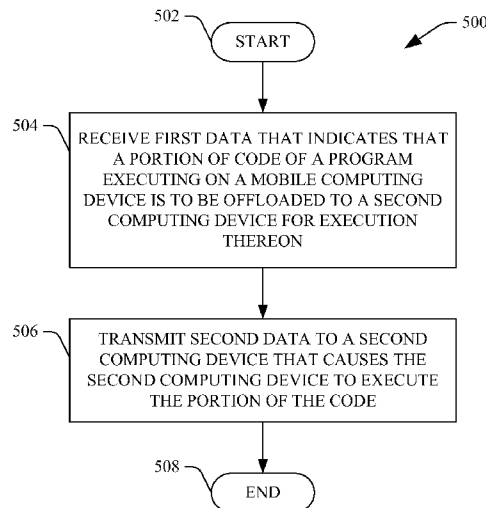 502
START
500
504
RECEIVE FIRST DATA THAT INDICATES THAT
A PORTION OF CODE OF A PROGRAM
EXECUTING ON A MOBILE COMPUTING
DEVICE IS TO BE OFFLOADED TO A SECOND
COMPUTING DEVICE FOR EXECUTION
THEREON
506
TRANSMIT SECOND DATA TO A SECOND
COMPUTING DEVICE THAT CAUSES THE
SECOND COMPUTING DEVICE TO EXECUTE
THE PORTION OF THE CODE
508
END